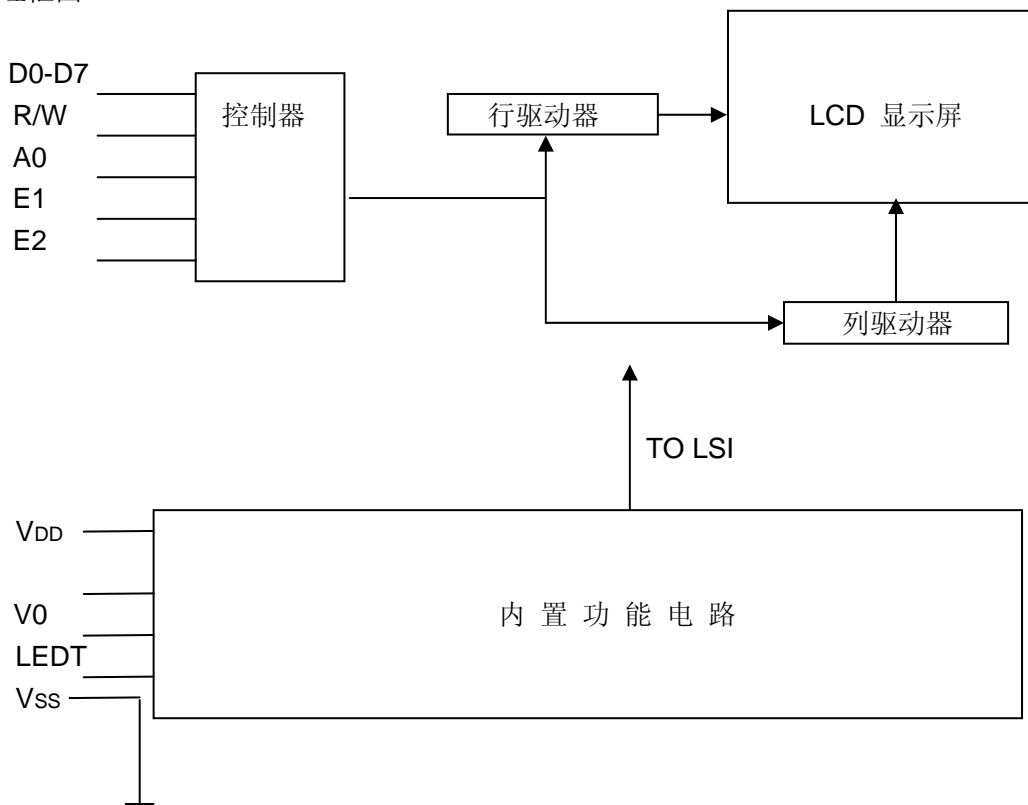 D0-D7
R/W
A0
E1
E2
控制器
行驱动器
LCD 显示屏
列驱动器
TO LSI
VDD
V0
LEDT
VSS
内 置 功 能 电 路